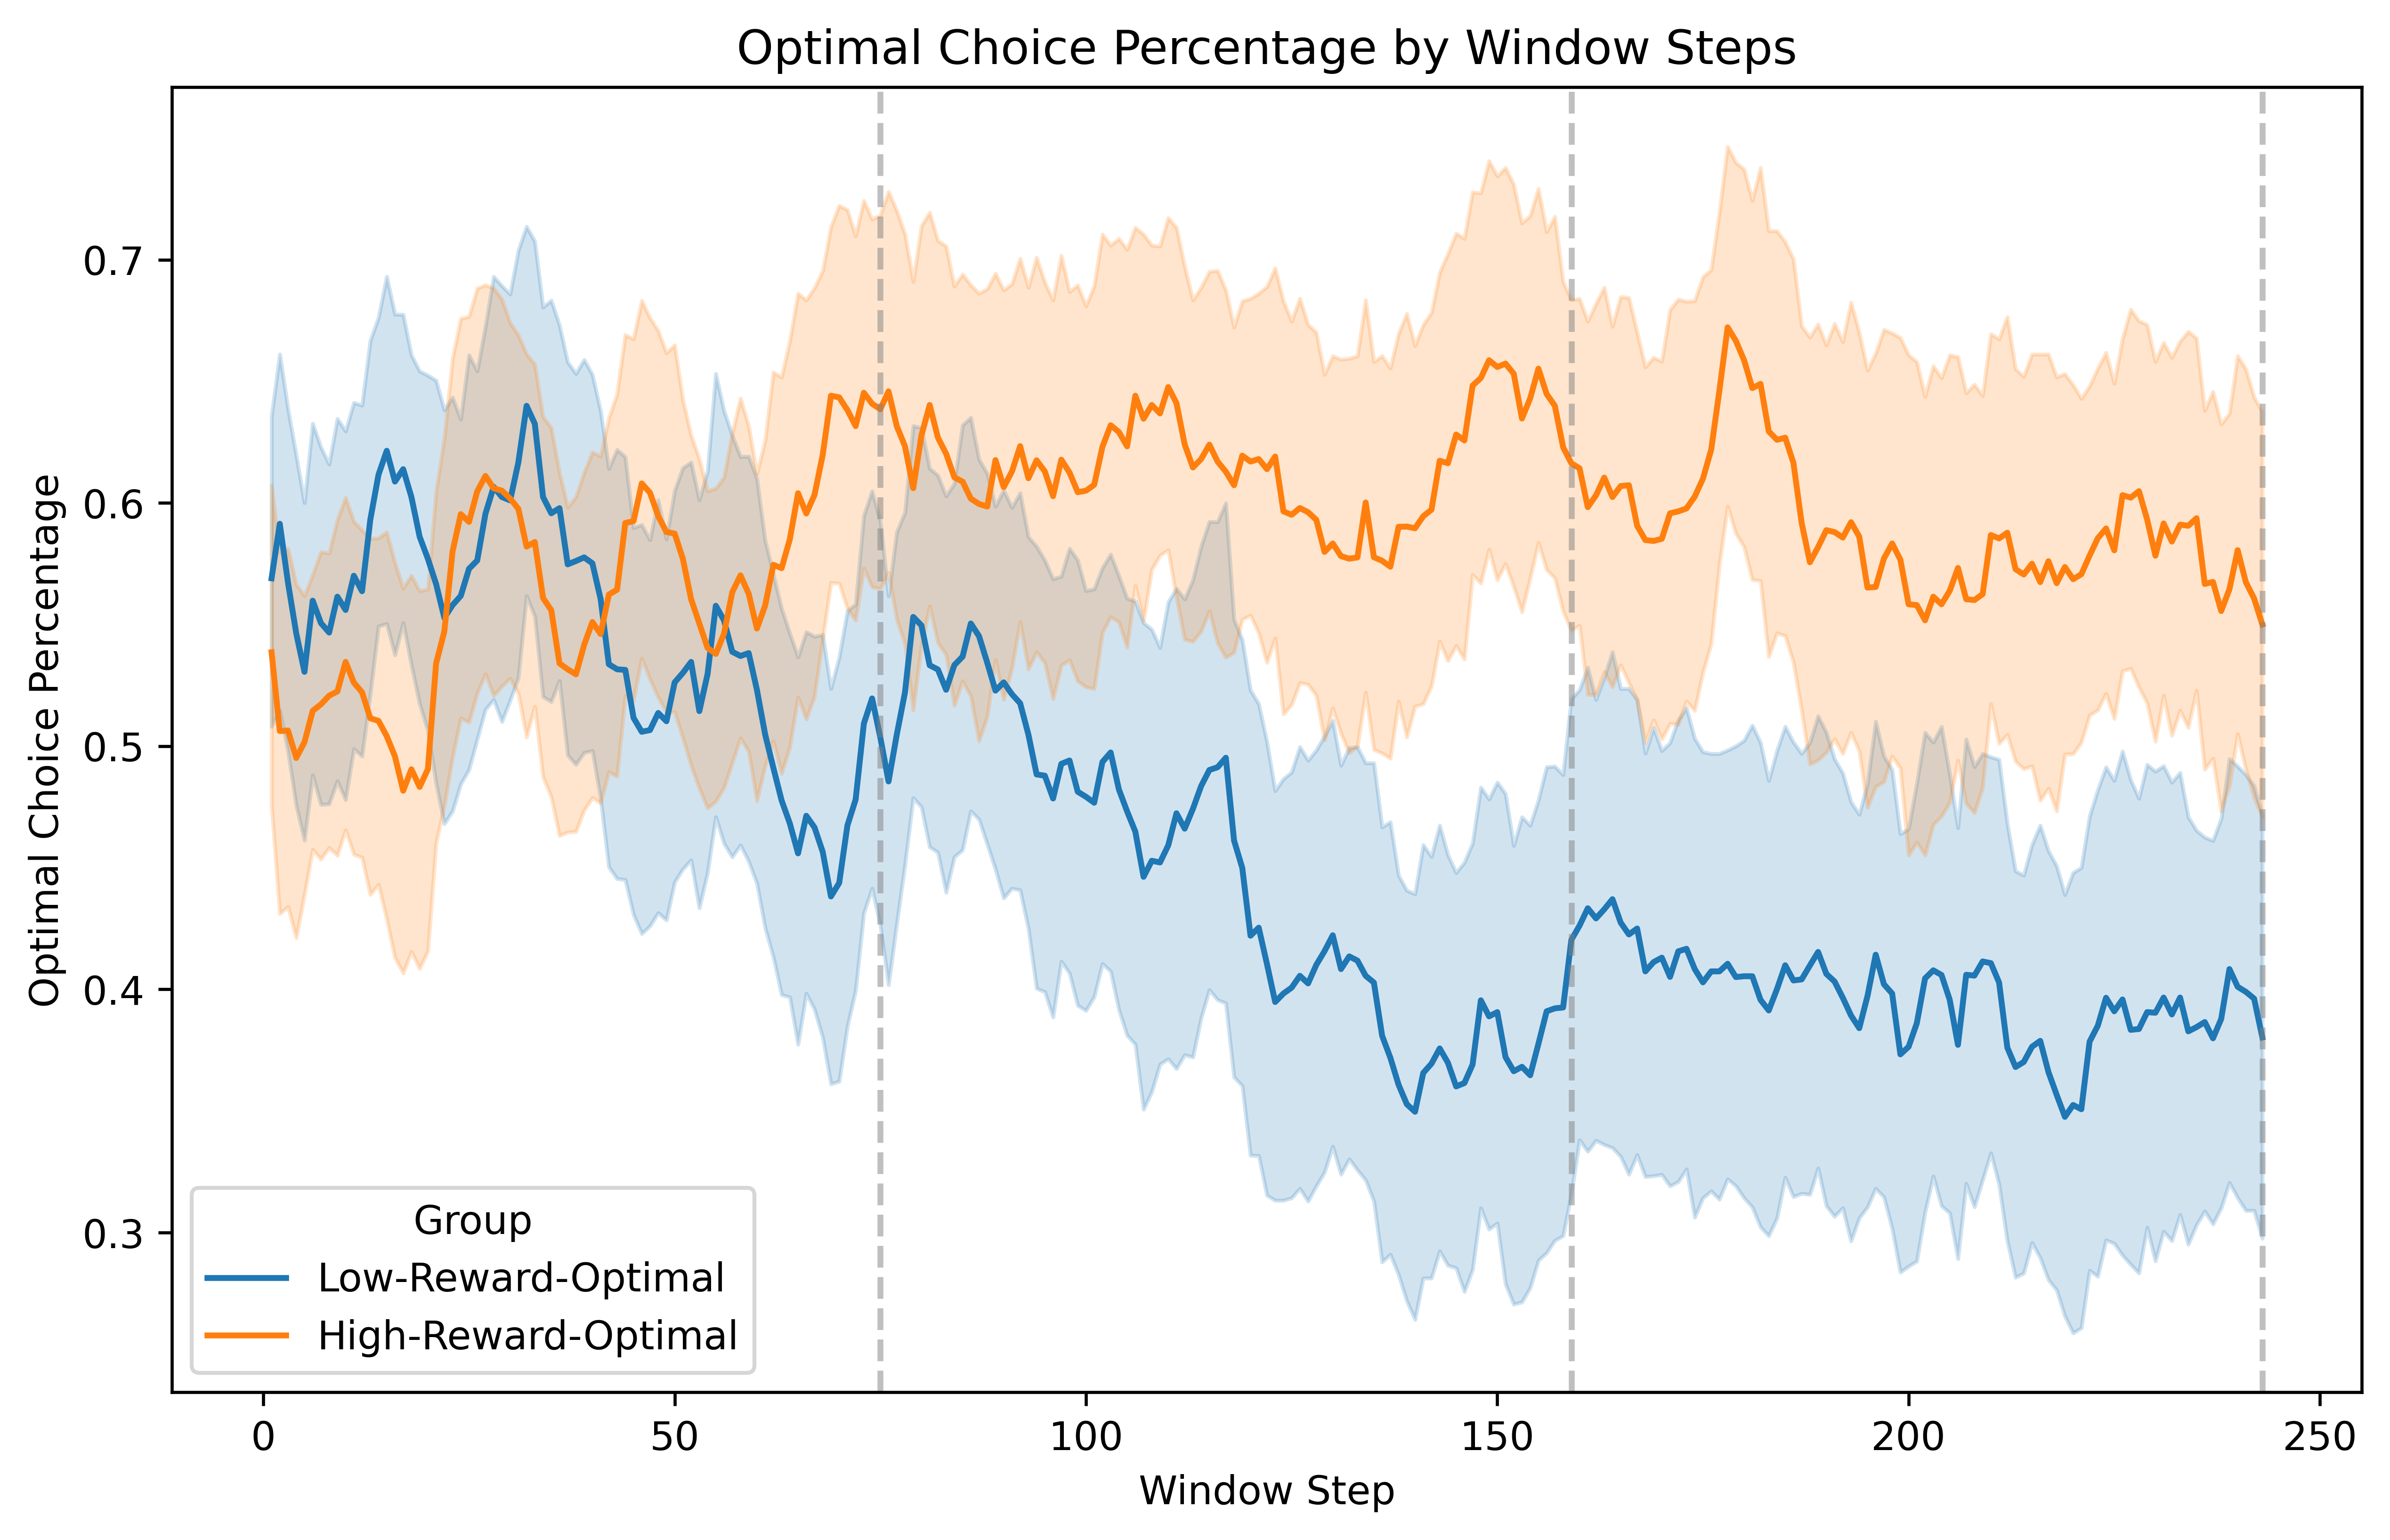 Optimal Choice Percentage by Window Steps
Optimal Choice Percentage
0.7
0.6
0.5
0.4
0.3
Group
Low-Reward-Optimal
High-Reward-Optimal
0 50 100 150 200 250
Window Step